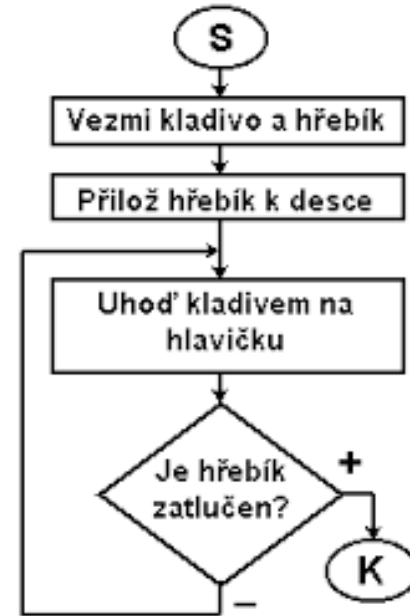 S
Vezmi kladivo a hřebík
Přilož hřebík k desce
Uhoď kladivem na
hlavičku
Je hřebík
zatlučen?
+
K
−